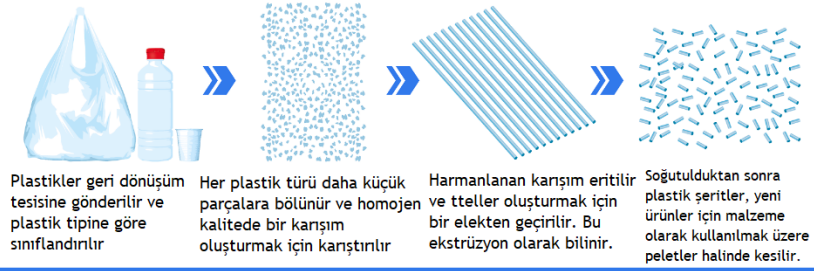 Plastikler geri dönüşüm
tesisine gönderilir ve
plastik tipine göre
sınıflandırılır
Her plastik türü daha küçük
parçalara bölünür ve homojen
kalitede bir karışım
oluşturmak için karıştırılır
Harmanlanan karışım eritilir
ve tteller oluşturmak için
bir elekten geçirilir. Bu
ekstrüzyon olarak bilinir.
Soğutulduktan sonra
plastik şeritler, yeni
ürünler için malzeme
olarak kullanılmak üzere
peletler halinde kesilir.